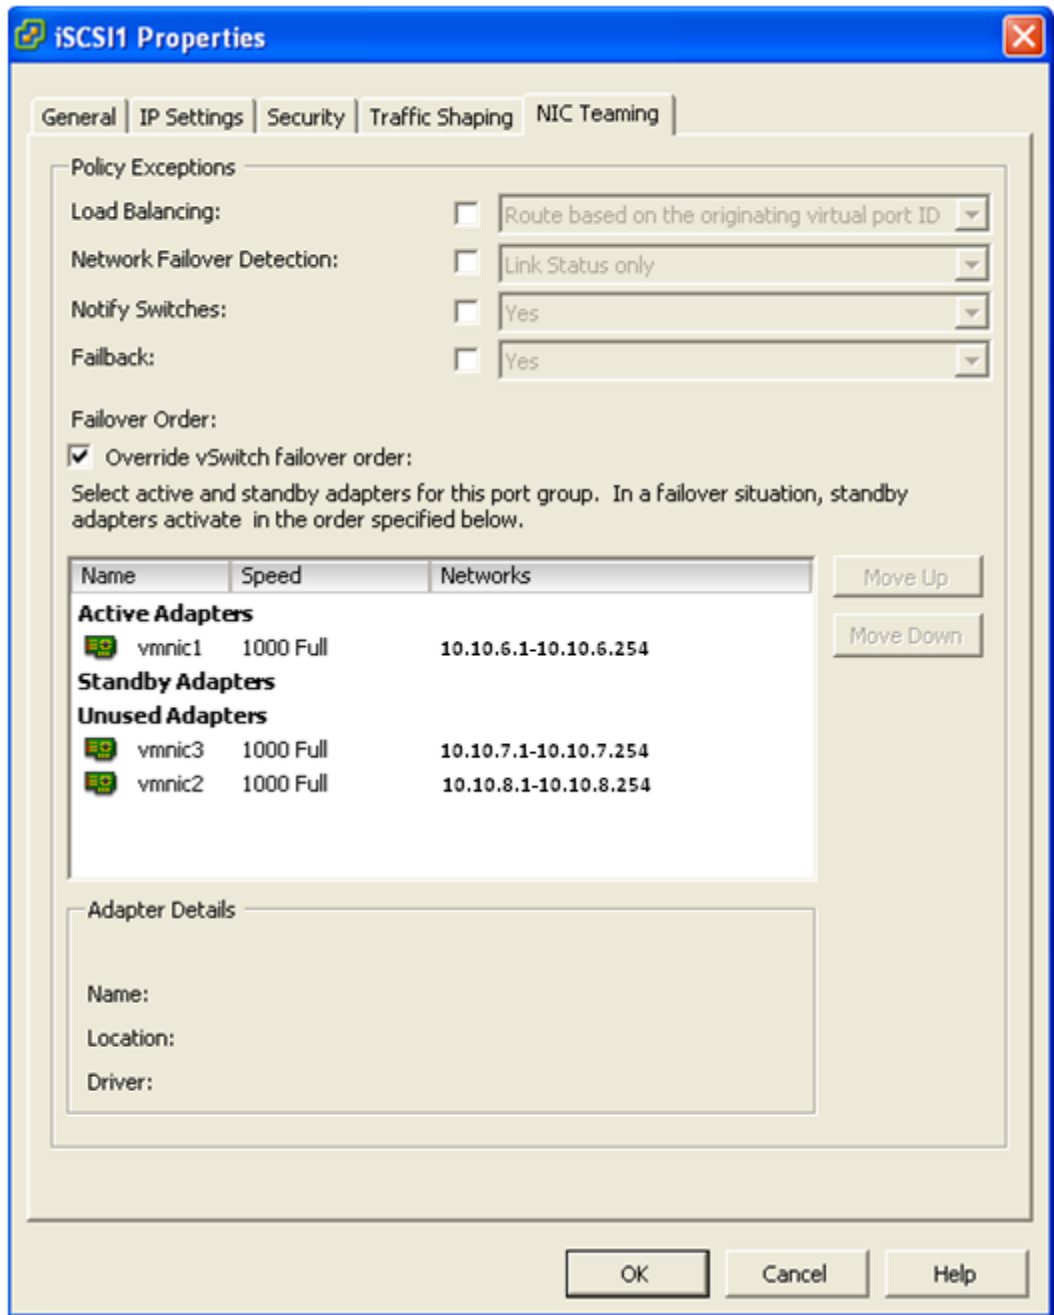 iSCSI1 Properties
General IP Settings Security Traffic Shaping NIC Teaming
Policy Exceptions
Load Balancing: Route based on the originating virtual port ID
Network Failover Detection: Link Status only
Notify Switches: Yes
Failback: Yes
Failover Order:
Override vSwitch failover order:
Select active and standby adapters for this port group. In a failover situation, standby
adapters activate in the order specified below.
Name Speed Networks
Move Up
Active Adapters
Move Down
vmnic1 1000 Full 10.10.6.1-10.10.6.254
Standby Adapters
Unused Adapters
vmnic3 1000 Full 10.10.7.1-10.10.7.254
vmnic2 1000 Full 10.10.8.1-10.10.8.254
Adapter Details
Name:
Location:
Driver:
OK Cancel Help